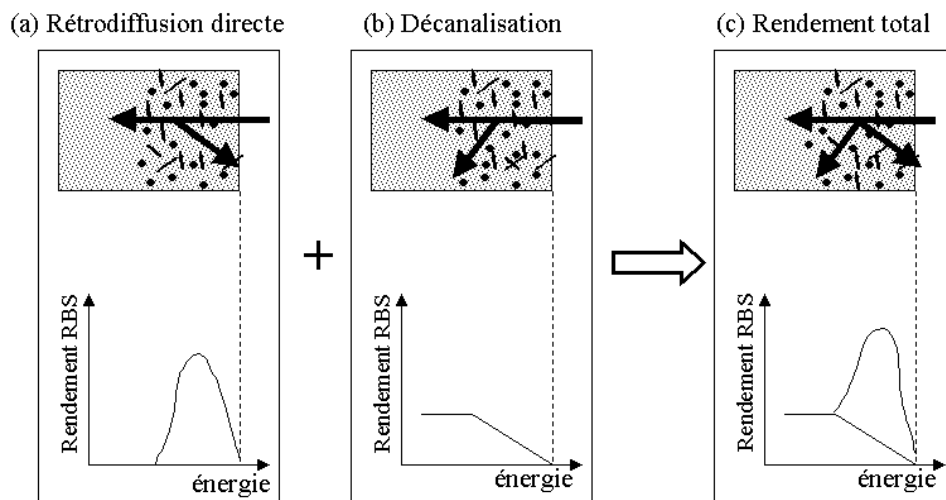 (a) Rétrodiffusion directe
(b) Décanalisation
(c) Rendement total
+
Rendement RBS
énergie
Rendement RBS
énergie
Rendement RBS
énergie